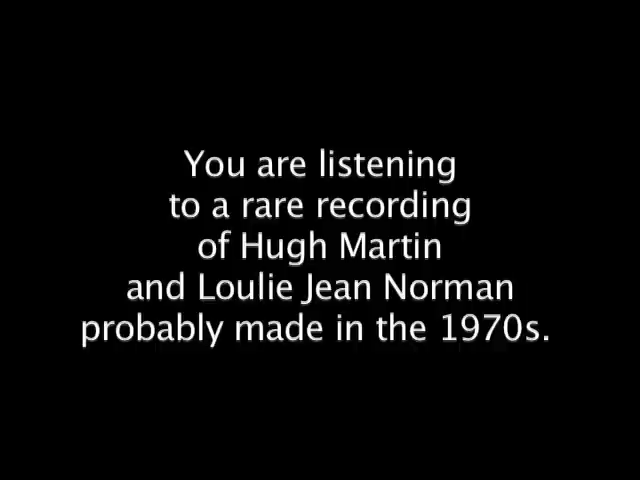 You are listening
to a rare recording
of Hugh Martin
and Loulie Jean Norman
probably made in the 1970s.